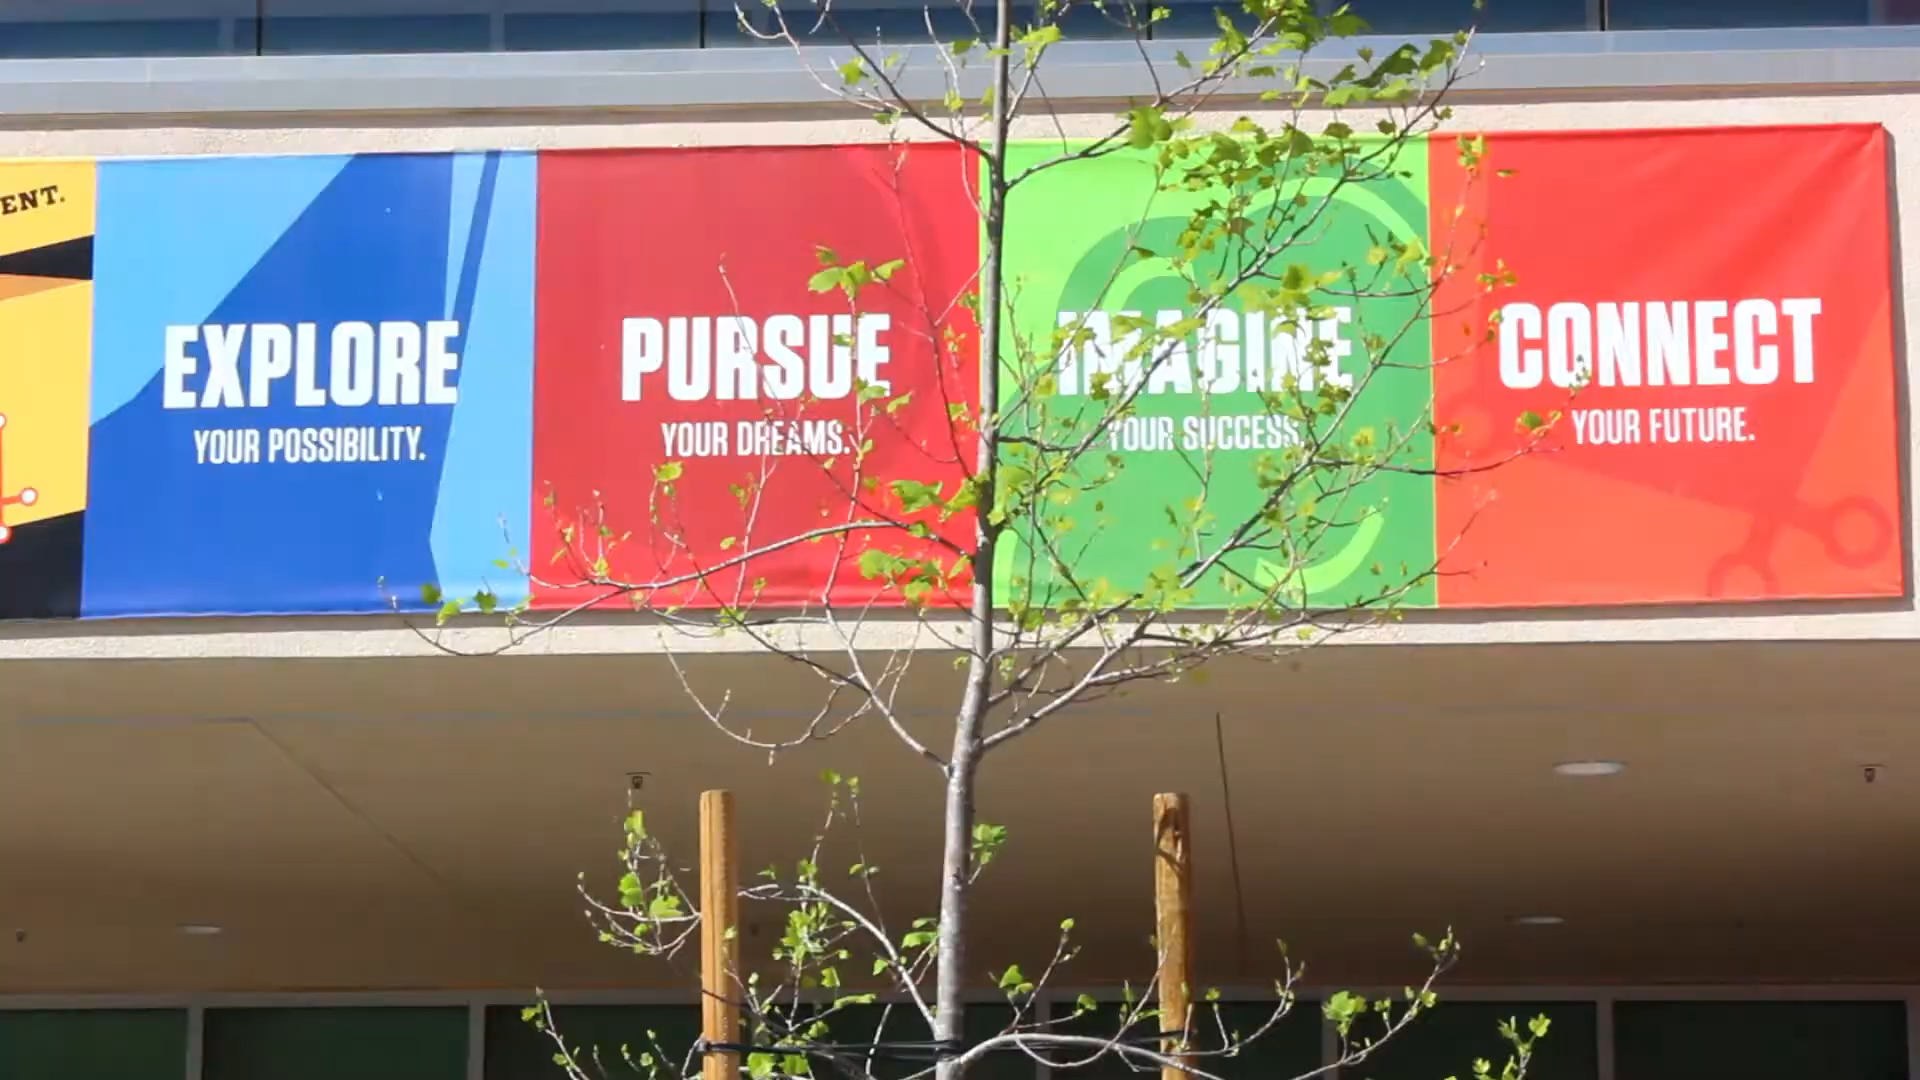 ENT.
EXPLORE
YOUR POSSIBILITY.
PURSUE
YOUR DREAMS.
IMAGINE
YOUR SUCCESS.
CONNECT
YOUR FUTURE.